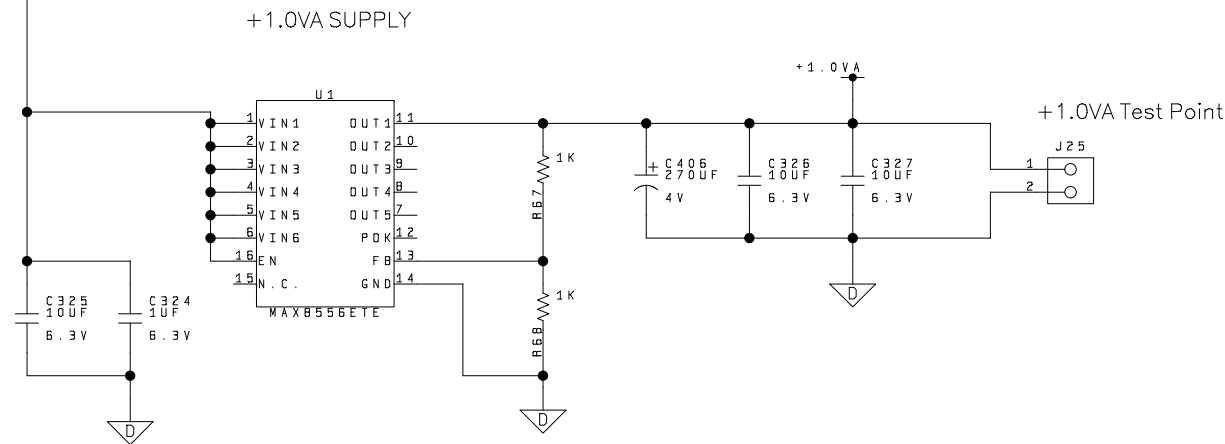 +1.0VA SUPPLY
+1.0VA
+1.0VA Test Point
U1
J25
1 VIN1 OUT1 11
2 VIN2 OUT2 10
3 VIN3 OUT3 9
4 VIN4 OUT4 8
5 VIN5 OUT5 7
6 VIN6 POK 12
16 EN FB 13
15 N.C. GND 14
MAX8556ETE
1K
R67
1K
R68
+
C406
270UF
4V
C326
10UF
6.3V
C327
10UF
6.3V
1
2
C325
10UF
6.3V
C324
1UF
6.3V
D
D
D